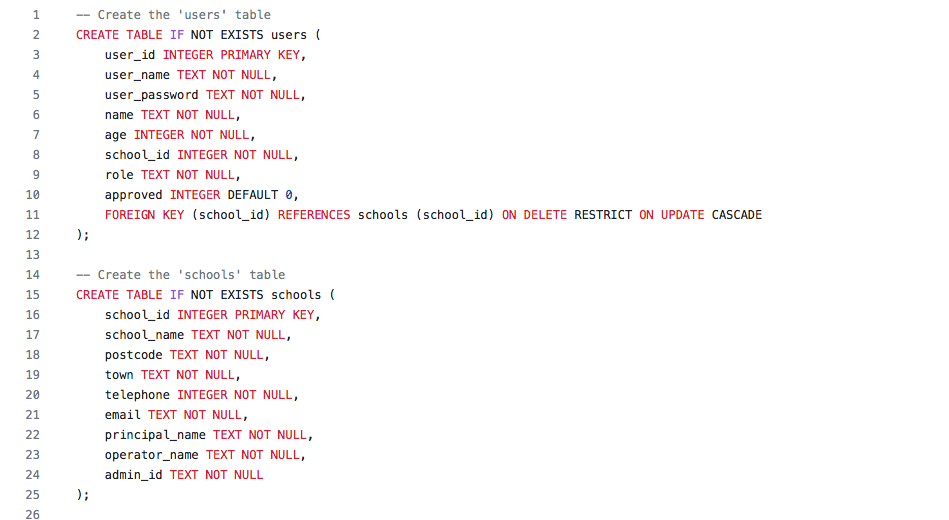 1 -- Create the 'users' table
2 CREATE TABLE IF NOT EXISTS users (
3 user_id INTEGER PRIMARY KEY,
4 user_name TEXT NOT NULL,
5 user_password TEXT NOT NULL,
6 name TEXT NOT NULL,
7 age INTEGER NOT NULL,
8 school_id INTEGER NOT NULL,
9 role TEXT NOT NULL,
10 approved INTEGER DEFAULT 0,
11 FOREIGN KEY (school_id) REFERENCES schools (school_id) ON DELETE RESTRICT ON UPDATE CASCADE
12 );
13
14 -- Create the 'schools' table
15 CREATE TABLE IF NOT EXISTS schools (
16 school_id INTEGER PRIMARY KEY,
17 school_name TEXT NOT NULL,
18 postcode TEXT NOT NULL,
19 town TEXT NOT NULL,
20 telephone INTEGER NOT NULL,
21 email TEXT NOT NULL,
22 principal_name TEXT NOT NULL,
23 operator_name TEXT NOT NULL,
24 admin_id TEXT NOT NULL
25 );
26